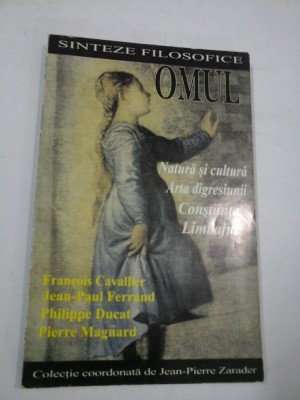 SINTEZE FILOSOFICE
OMUL
Natură și cultură
Arta digresiunii
Conștiința
Limbajul
François Cavallier
Jean-Paul Ferrand
Philippe Ducat
Pierre Magnard
Colecție coordonată de Jean-Pierre Zarader